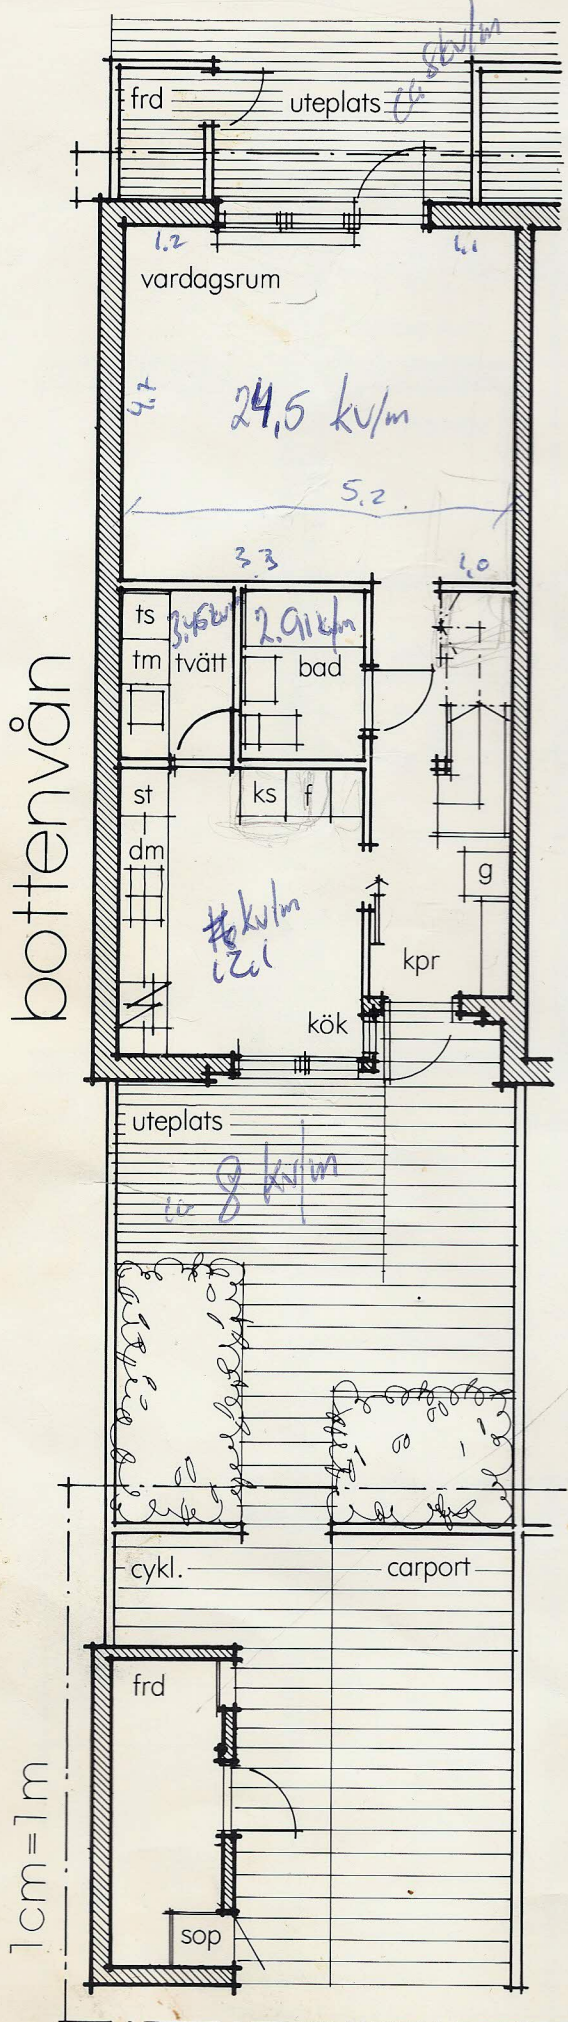 ca 8 kv/m
frd
uteplats
1,2
1,1
vardagsrum
4,7
24,5 kv/m
5,2
3,3
1,0
ts
3,45 kv/m
2,91 kv/m
tm
tvätt
bad
bottenvån
st
ks
f
dm
g
kv/m
12,1
kpr
kök
uteplats
ca 8 kv/m
cykl.
carport
frd
1cm=1m
sop